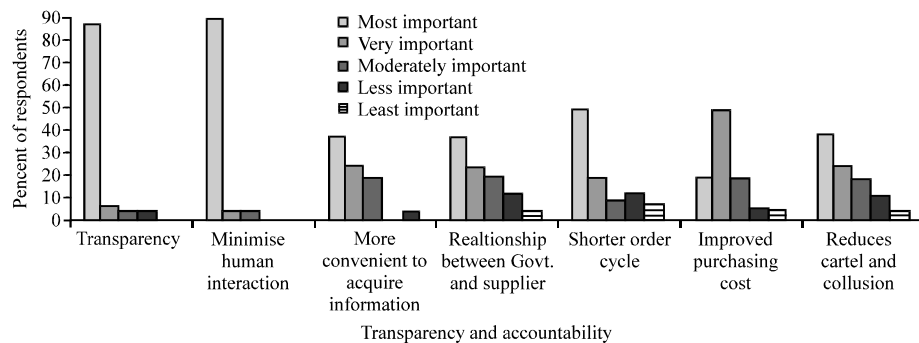 90
80
70
60
50
40
30
20
10
0
Pencent of respondents
Most important
Very important
Moderately important
Less important
Least important
Transparency
Minimise
human
interaction
More
convenient to
acquire
information
Realtionship
between Govt.
and supplier
Shorter order
cycle
Improved
purchasing
cost
Reduces
cartel and
collusion
Transparency and accountability